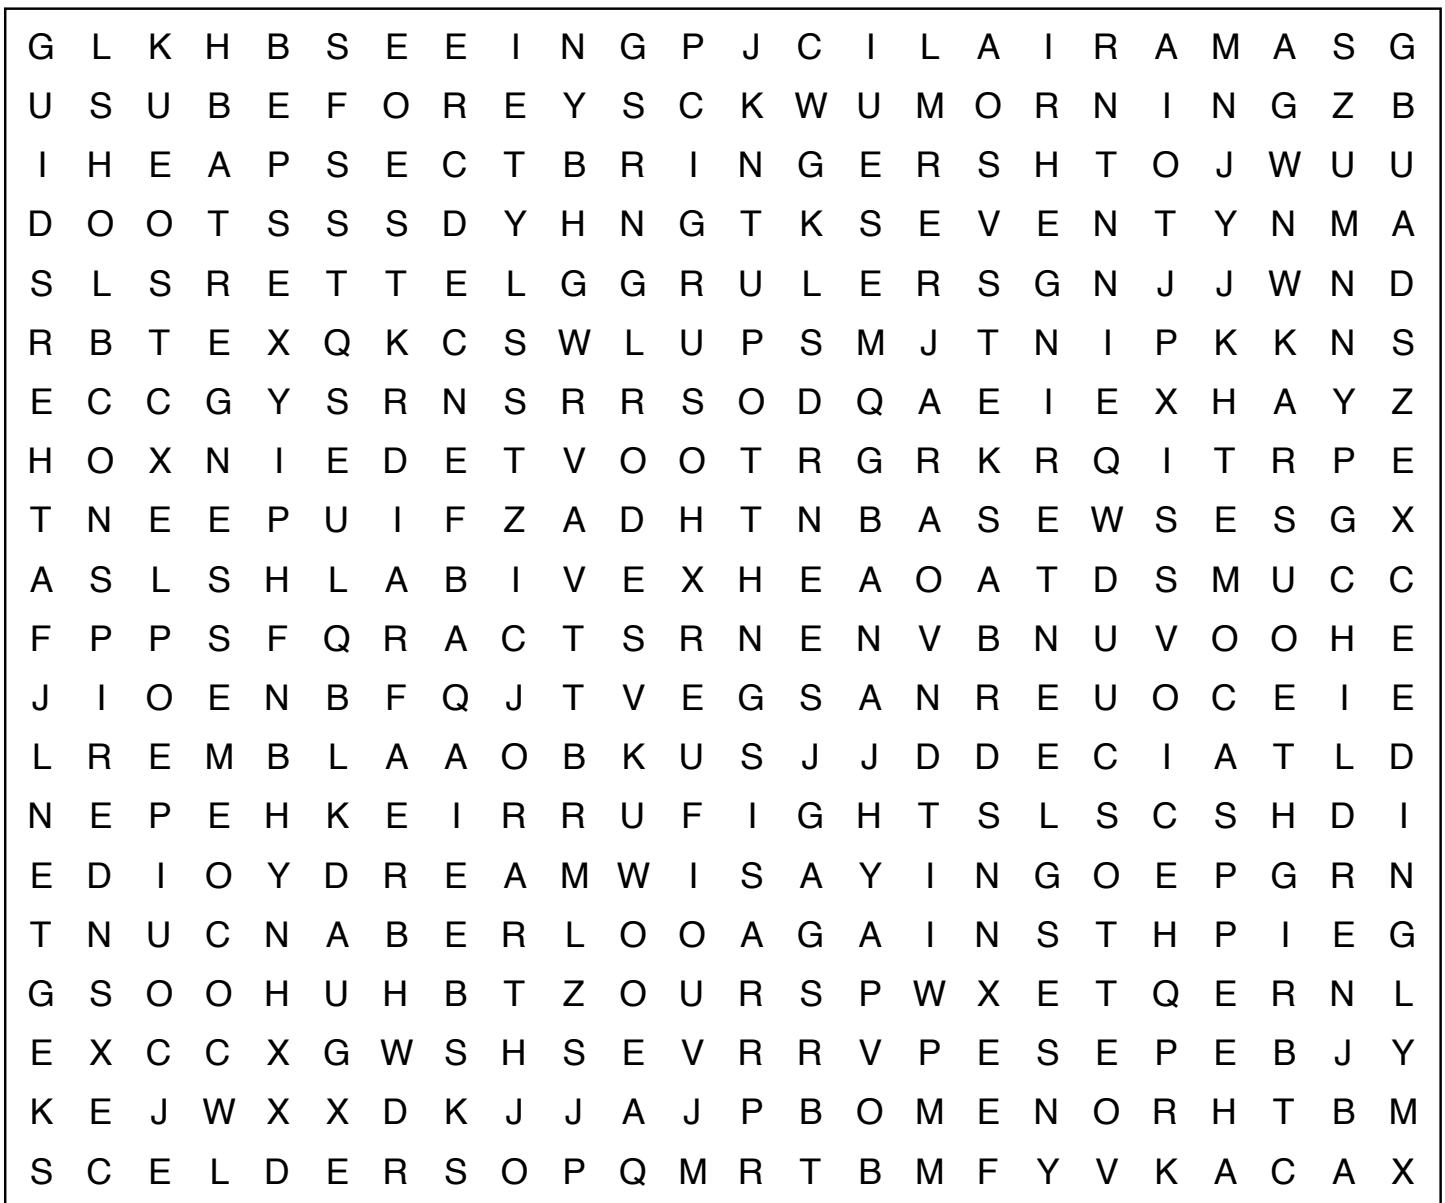 G L K H B S E E I N G P J C I L A I R A M A S G
U S U B E F O R E Y S C K W U M O R N I N G Z B
I H E A P S E C T B R I N G E R S H T O J W U U
D O O T S S S D Y H N G T K S E V E N T Y N M A
S L S R E T T E L G G R U L E R S G N J J W N D
R B T E X Q K C S W L U P S M J T N I P K K N S
E C C G Y S R N S R R S O D Q A E I E X H A Y Z
H O X N I E D E T V O O T R G R K R Q I T R P E
T N E E P U I F Z A D H T N B A S E W S E S G X
A S L S H L A B I V E X H E A O A T D S M U C C
F P P S F Q R A C T S R N E N V B N U V O O H E
J I O E N B F Q J T V E G S A N R E U O C E I E
L R E M B L A A O B K U S J J D D E C I A T L D
N E P E H K E I R R U F I G H T S L S C S H D I
E D I O Y D R E A M W I S A Y I N G O E P G R N
T N U C N A B E R L O O A G A I N S T H P I E G
G S O O H U H B T Z O U R S P W X E T Q E R N L
E X C C X G W S H S E V R R V P E S E P E B J Y
K E J W X X D K J J A J P B O M E N O R H T B M
S C E L D E R S O P Q M R T B M F Y V K A C A X